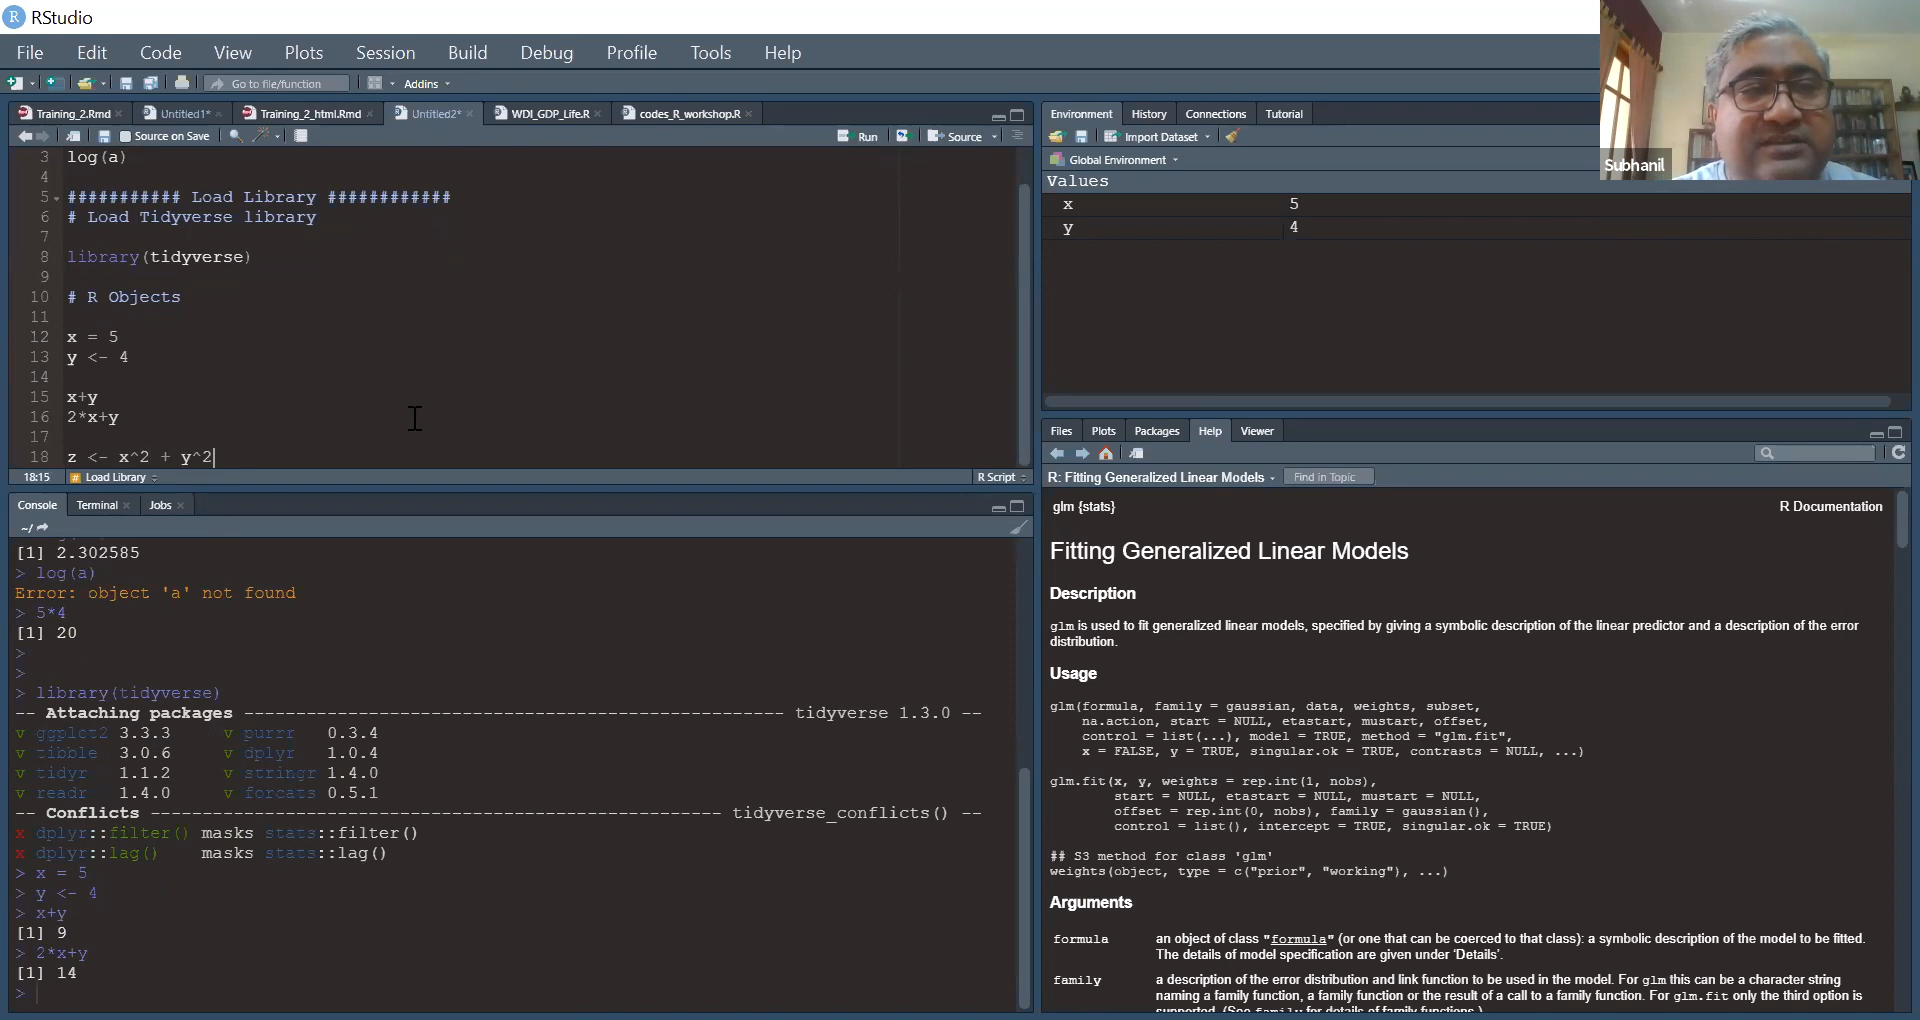 RStudio
File Edit Code View Plots Session Build Debug Profile Tools Help
Go to file/function Addins
Training_2.Rmd Untitled1* Training_2_html.Rmd Untitled2* WDI_GDP_Life.R codes_R_workshop.R
Source on Save Run Source
3 log(a)
4
5 ########### Load Library ############
6 # Load Tidyverse library
7
8 library(tidyverse)
9
10 # R Objects
11
12 x = 5
13 y <- 4
14
15 x+y
16 2*x+y
17
18 z <- x^2 + y^2
18:15 # Load Library R Script
Console Terminal Jobs
~/
[1] 2.302585
> log(a)
Error: object 'a' not found
> 5*4
[1] 20
>
>
> library(tidyverse)
-- Attaching packages ---------------------------------------------------- tidyverse 1.3.0 --
v ggplot2 3.3.3 v purrr 0.3.4
v tibble 3.0.6 v dplyr 1.0.4
v tidyr 1.1.2 v stringr 1.4.0
v readr 1.4.0 v forcats 0.5.1
-- Conflicts ------------------------------------------------------- tidyverse_conflicts() --
x dplyr::filter() masks stats::filter()
x dplyr::lag() masks stats::lag()
> x = 5
> y <- 4
> x+y
[1] 9
> 2*x+y
[1] 14
>
Environment History Connections Tutorial
Import Dataset
Global Environment
Values
x 5
y 4
Subhanil
Files Plots Packages Help Viewer
R: Fitting Generalized Linear Models Find in Topic
glm {stats} R Documentation
Fitting Generalized Linear Models
Description
glm is used to fit generalized linear models, specified by giving a symbolic description of the linear predictor and a description of the error
distribution.
Usage
glm(formula, family = gaussian, data, weights, subset,
na.action, start = NULL, etastart, mustart, offset,
control = list(...), model = TRUE, method = "glm.fit",
x = FALSE, y = TRUE, singular.ok = TRUE, contrasts = NULL, ...)
glm.fit(x, y, weights = rep.int(1, nobs),
start = NULL, etastart = NULL, mustart = NULL,
offset = rep.int(0, nobs), family = gaussian(),
control = list(), intercept = TRUE, singular.ok = TRUE)
## S3 method for class 'glm'
weights(object, type = c("prior", "working"), ...)
Arguments
formula an object of class "formula" (or one that can be coerced to that class): a symbolic description of the model to be fitted.
The details of model specification are given under ‘Details’.
family a description of the error distribution and link function to be used in the model. For glm this can be a character string
naming a family function, a family function or the result of a call to a family function. For glm.fit only the third option is
supported. (See family for details of family functions.)